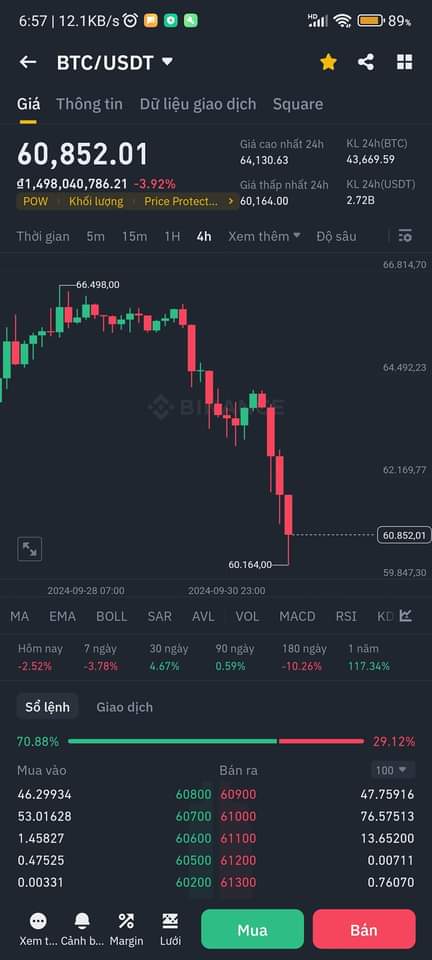 6:57 | 12.1KB/s HD 89%
BTC/USDT
Giá Thông tin Dữ liệu giao dịch Square
60,852.01
₫1,498,040,786.21 -3.92%
POW Khối lượng Price Protect...
Giá cao nhất 24h KL 24h(BTC)
64,130.63 43,669.59
Giá thấp nhất 24h KL 24h(USDT)
60,164.00 2.72B
Thời gian 5m 15m 1H 4h Xem thêm Độ sâu
66.814,70
66.498,00
64.492,23
BINANCE
62.169,77
60.852,01
60.164,00
59.847,30
2024-09-28 07:00 2024-09-30 23:00
MA EMA BOLL SAR AVL VOL MACD RSI KD
Hôm nay 7 ngày 30 ngày 90 ngày 180 ngày 1 năm
-2.52% -3.78% 4.67% 0.59% -10.26% 117.34%
Sổ lệnh Giao dịch
70.88% 29.12%
Mua vào Bán ra 100
46.29934 60800 60900 47.75916
53.01628 60700 61000 76.57513
1.45827 60600 61100 13.65200
0.47525 60500 61200 0.00711
0.00331 60200 61300 0.76070
Xem t... Cảnh b... Margin Lưới Mua Bán